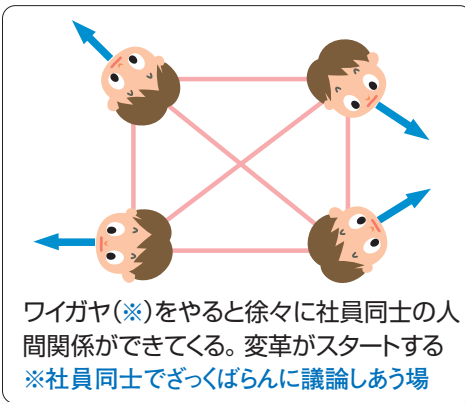 ワイガヤ(※)をやると徐々に社員同士の人
間関係ができてくる。変革がスタートする
※社員同士でざっくばらんに議論しあう場